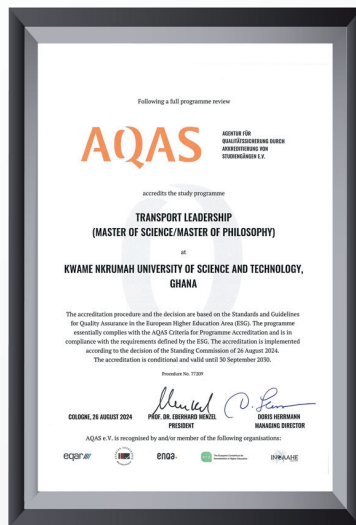 Following a full programme review
AQAS
AGENTUR FÜR
QUALITÄTSSICHERUNG DURCH
AKKREDITIERUNG VON
STUDIENGÄNGEN E.V.
accredits the study programme
TRANSPORT LEADERSHIP
(MASTER OF SCIENCE/MASTER OF PHILOSOPHY)
at
KWAME NKRUMAH UNIVERSITY OF SCIENCE AND TECHNOLOGY,
GHANA
The accreditation procedure and the decision are based on the Standards and Guidelines
for Quality Assurance in the European Higher Education Area (ESG). The programme
essentially complies with the AQAS Criteria for Programme Accreditation and is in
compliance with the requirements defined by the ESG. The accreditation is implemented
according to the decision of the Standing Commission of 26 August 2024.
The accreditation is conditional and valid until 30 September 2030.
Procedure No. 77209
COLOGNE, 26 AUGUST 2024
PROF. DR. EBERHARD MENZEL
PRESIDENT
DORIS HERRMANN
MANAGING DIRECTOR
AQAS e.V. is recognised by and/or member of the following organisations:
eqar
enqa.
INQAAHE